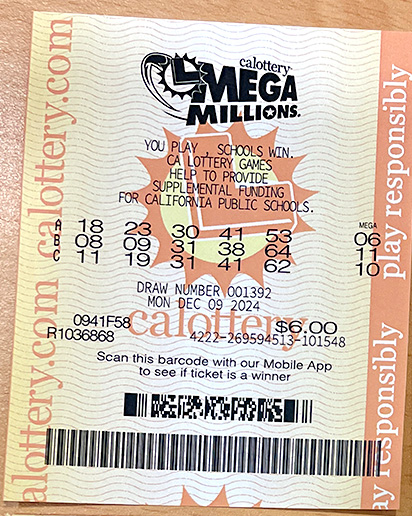 calottery
MEGA
MILLIONS.
YOU PLAY, SCHOOLS WIN.
CA LOTTERY GAMES
HELP TO PROVIDE
SUPPLEMENTAL FUNDING
FOR CALIFORNIA PUBLIC SCHOOLS.
MEGA
A 18 23 30 41 53 06
B 08 09 31 38 64 11
C 11 19 31 41 62 10
DRAW NUMBER 001392
MON DEC 09 2024
calottery
0941F58 $6.00
R1036868 4222-269594513-101548
Scan this barcode with our Mobile App
to see if ticket is a winner
alottery.com calottery.com
ay responsibly play responsibly